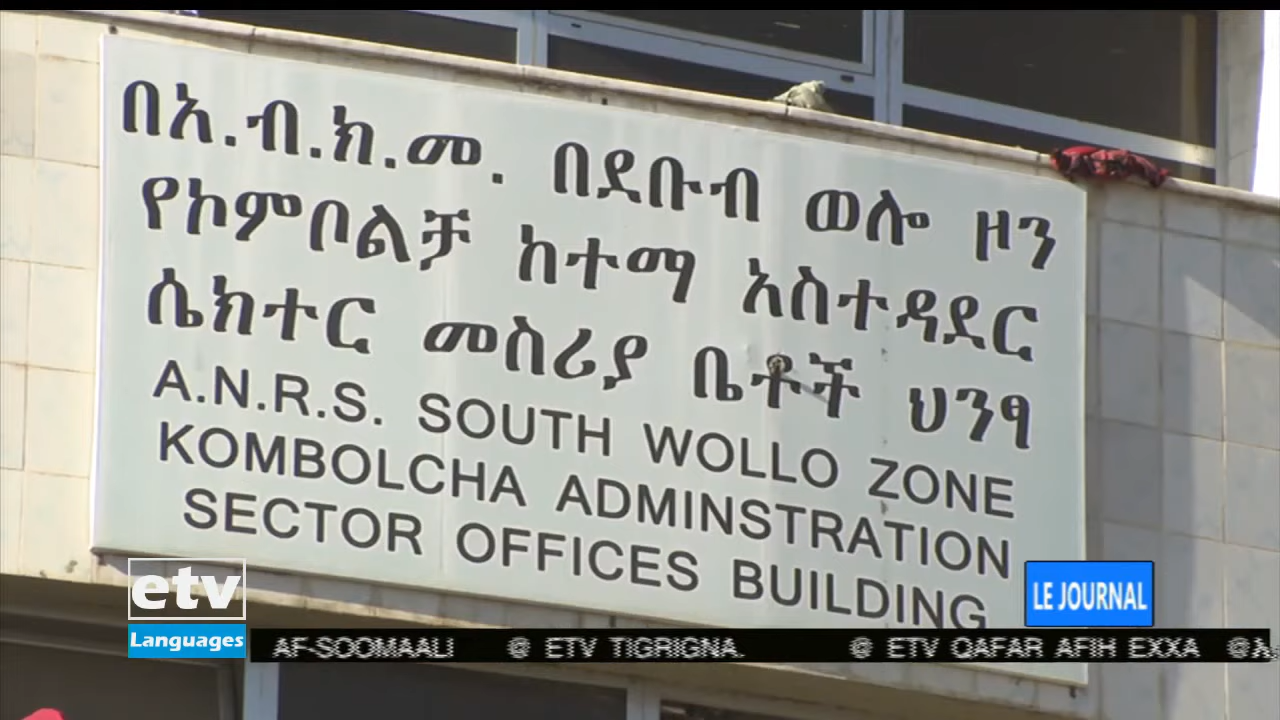 በአ.ብ.ክ.መ. በደቡብ ወሎ ዞን
የኮምቦልቻ ከተማ አስተዳደር
ሴክተር መስሪያ ቤቶች ህንፃ
A.N.R.S. SOUTH WOLLO ZONE
KOMBOLCHA ADMINSTRATION
SECTOR OFFICES BUILDING
etv
Languages
LE JOURNAL
AF-SOOMAALI @ ETV TIGRIGNA @ ETV QAFAR AFIH EXXA @